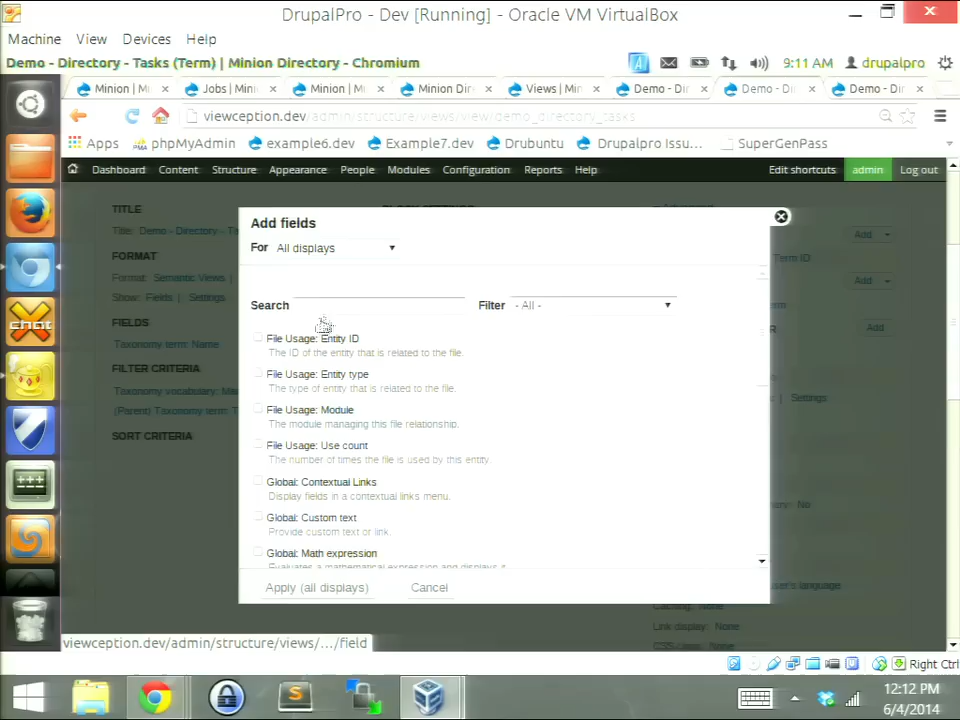 DrupalPro - Dev [Running] - Oracle VM VirtualBox
Machine View Devices Help
Demo - Directory - Tasks (Term) | Minion Directory - Chromium
9:11 AM drupalpro
Minion | M Jobs | Min Minion | M Minion Dir Views | Min Demo - Dir Demo - Di Demo - Dir
viewception.dev/admin/structure/views/view/demo_directory_tasks
Apps phpMyAdmin example6.dev Example7.dev Drubuntu Drupalpro Issu... SuperGenPass
Dashboard Content Structure Appearance People Modules Configuration Reports Help Edit shortcuts admin Log out
TITLE
Title: Demo - Directory - T
FORMAT
Format: Semantic Views |
Show: Fields | Settings
FIELDS
Taxonomy term: Name
FILTER CRITERIA
Taxonomy vocabulary: Ma
(Parent) Taxonomy term: T
SORT CRITERIA
Add fields
For All displays
Search Filter - All -
File Usage: Entity ID
The ID of the entity that is related to the file.
File Usage: Entity type
The type of entity that is related to the file.
File Usage: Module
The module managing this file relationship.
File Usage: Use count
The number of times the file is used by this entity.
Global: Contextual Links
Display fields in a contextual links menu.
Global: Custom text
Provide custom text or link.
Global: Math expression
Evaluates a mathematical expression and displays it.
Apply (all displays) Cancel
Add
Term ID
Add
Add
| Settings
No
user's language
Caching: None
Link display: None
viewception.dev/admin/structure/views/.../field
Right Ctrl
12:12 PM
6/4/2014